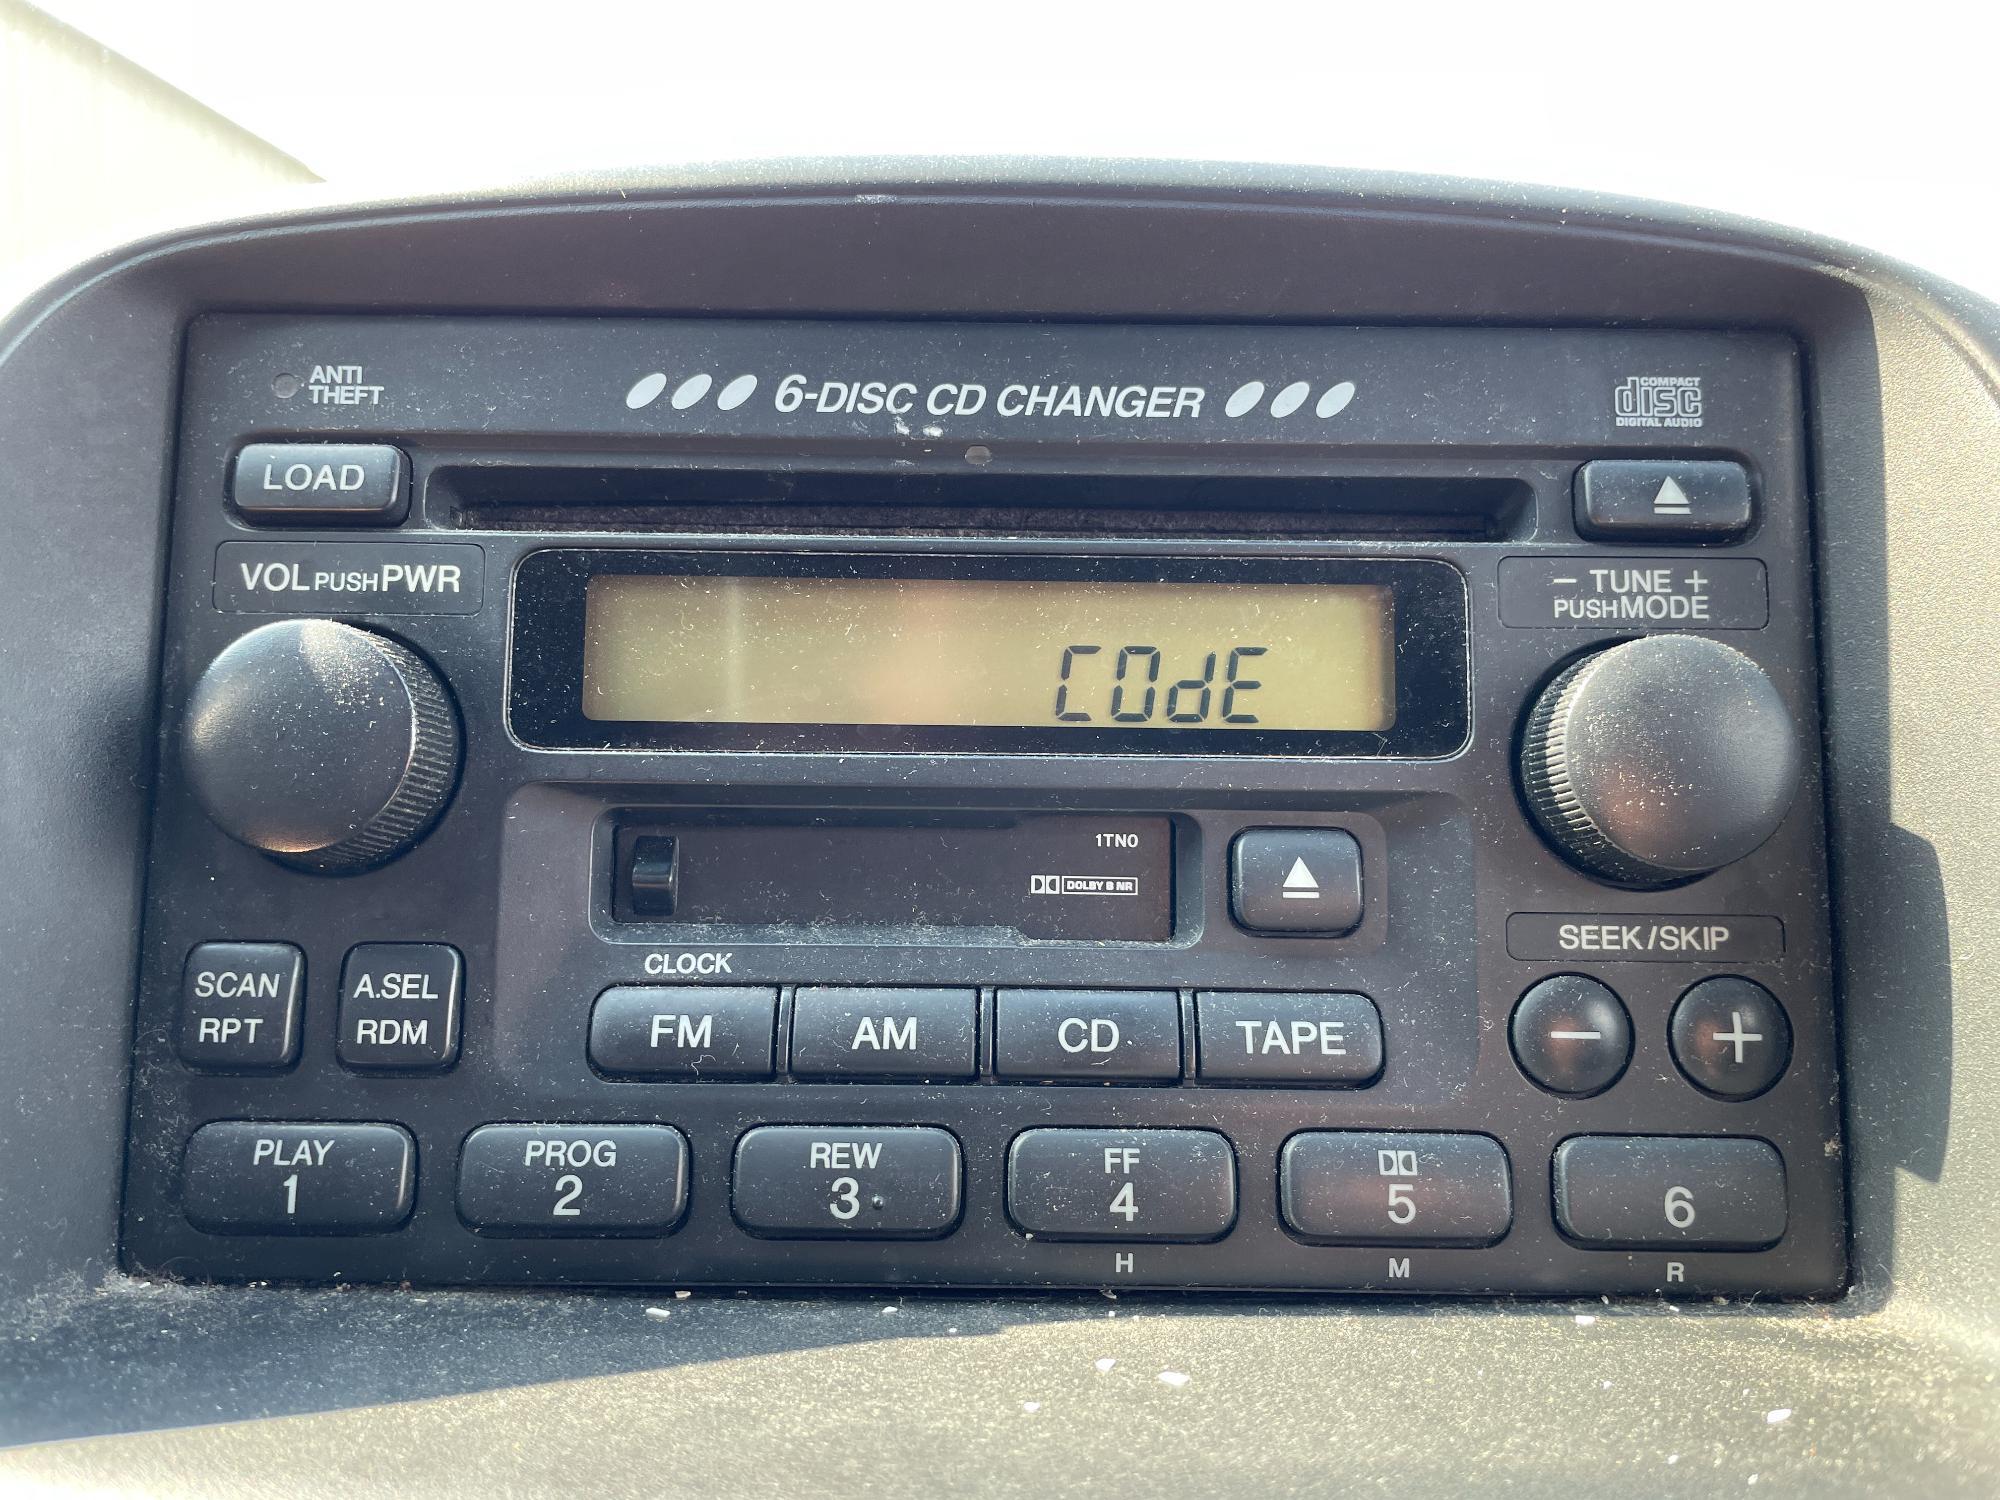 ANTI
THEFT
6-DISC CD CHANGER
COMPACT
disc
DIGITAL AUDIO
LOAD
VOL PUSH PWR
− TUNE +
PUSH MODE
COdE
1TN0
DOLBY B NR
SEEK/SKIP
SCAN
RPT
A.SEL
RDM
CLOCK
FM
AM
CD
TAPE
− +
PLAY
1
PROG
2
REW
3
FF
4
5
6
H
M
R